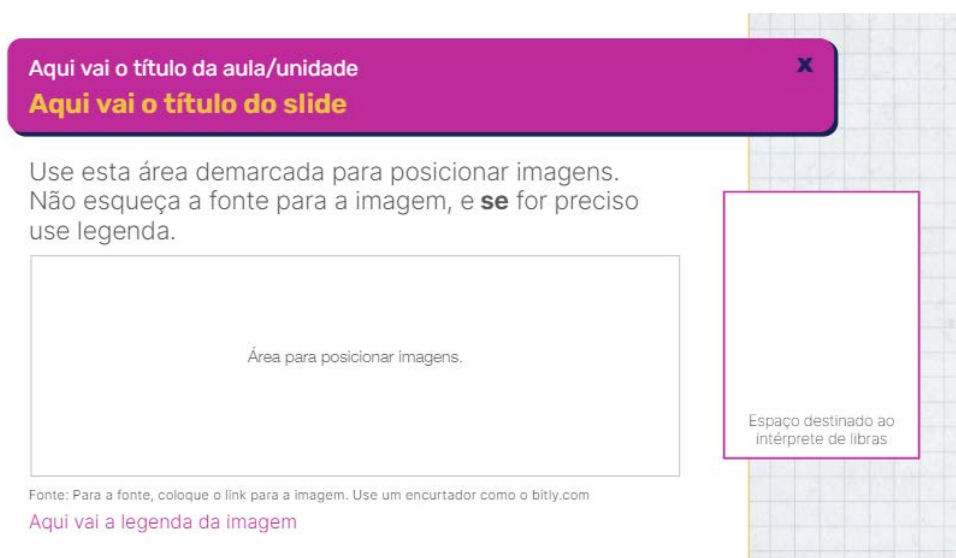 Aqui vai o título da aula/unidade
x
Aqui vai o título do slide
Use esta área demarcada para posicionar imagens.
Não esqueça a fonte para a imagem, e se for preciso
use legenda.
Área para posicionar imagens.
Espaço destinado ao
intérprete de libras
Fonte: Para a fonte, coloque o link para a imagem. Use um encurtador como o bitly.com
Aqui vai a legenda da imagem